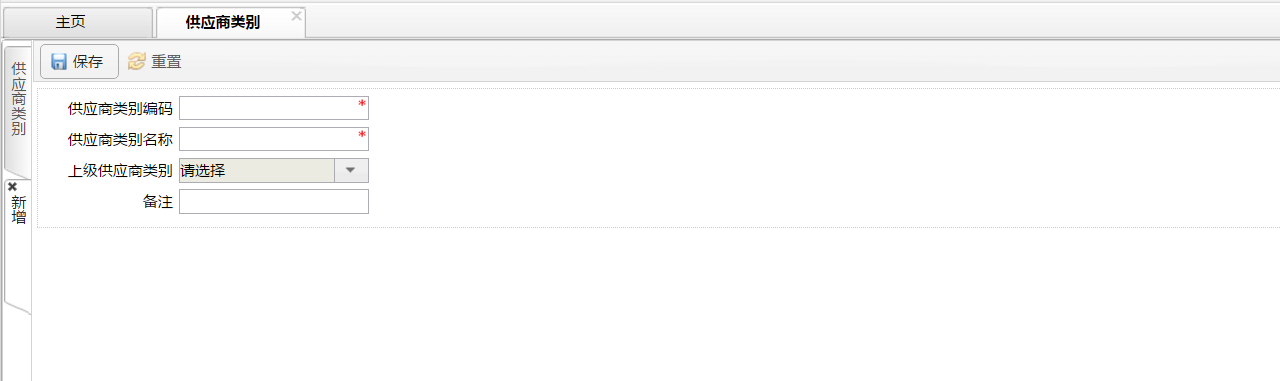 主页
供应商类别
供应商类别
新增
保存 重置
供应商类别编码 *
供应商类别名称 *
上级供应商类别 请选择
备注